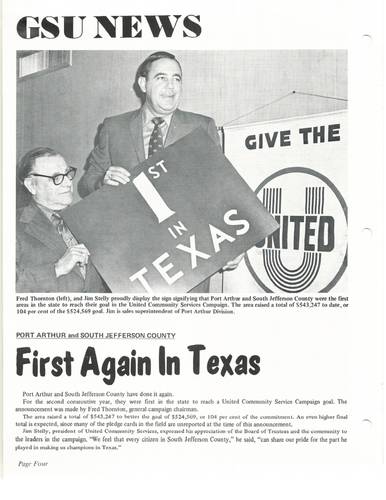 GSU NEWS
GIVE THE
UNITED
1ST
IN
TEXAS
Fred Thornton (left), and Jim Stelly proudly display the sign signifying that Port Arthur and South Jefferson County were the first
areas in the state to reach their goal in the United Community Service Campaign. The area raised a total of $543,247 to date, or
104 per cent of the $524,569 goal. Jim is sales superintendent of Port Arthur Division.
PORT ARTHUR and SOUTH JEFFERSON COUNTY
First Again In Texas
Port Arthur and South Jefferson County have done it again.
For the second consecutive year, they were first in the state to reach a United Community Service Campaign goal. The
announcement was made by Fred Thornton, general campaign chairman.
The area raised a total of $543,247 to better the goal of $524,569, or 104 per cent of the commitment. An even higher final
total is expected, since many of the pledge cards in the field are unreported at the time of this announcement.
Jim Stelly, president of United Community Services, expressed his appreciation of the Board of Trustees and the community to
the leaders in the campaign. "We feel that every citizen in South Jefferson County," he said, "can share our pride for the part he
played in making us champions in Texas."
Page Four